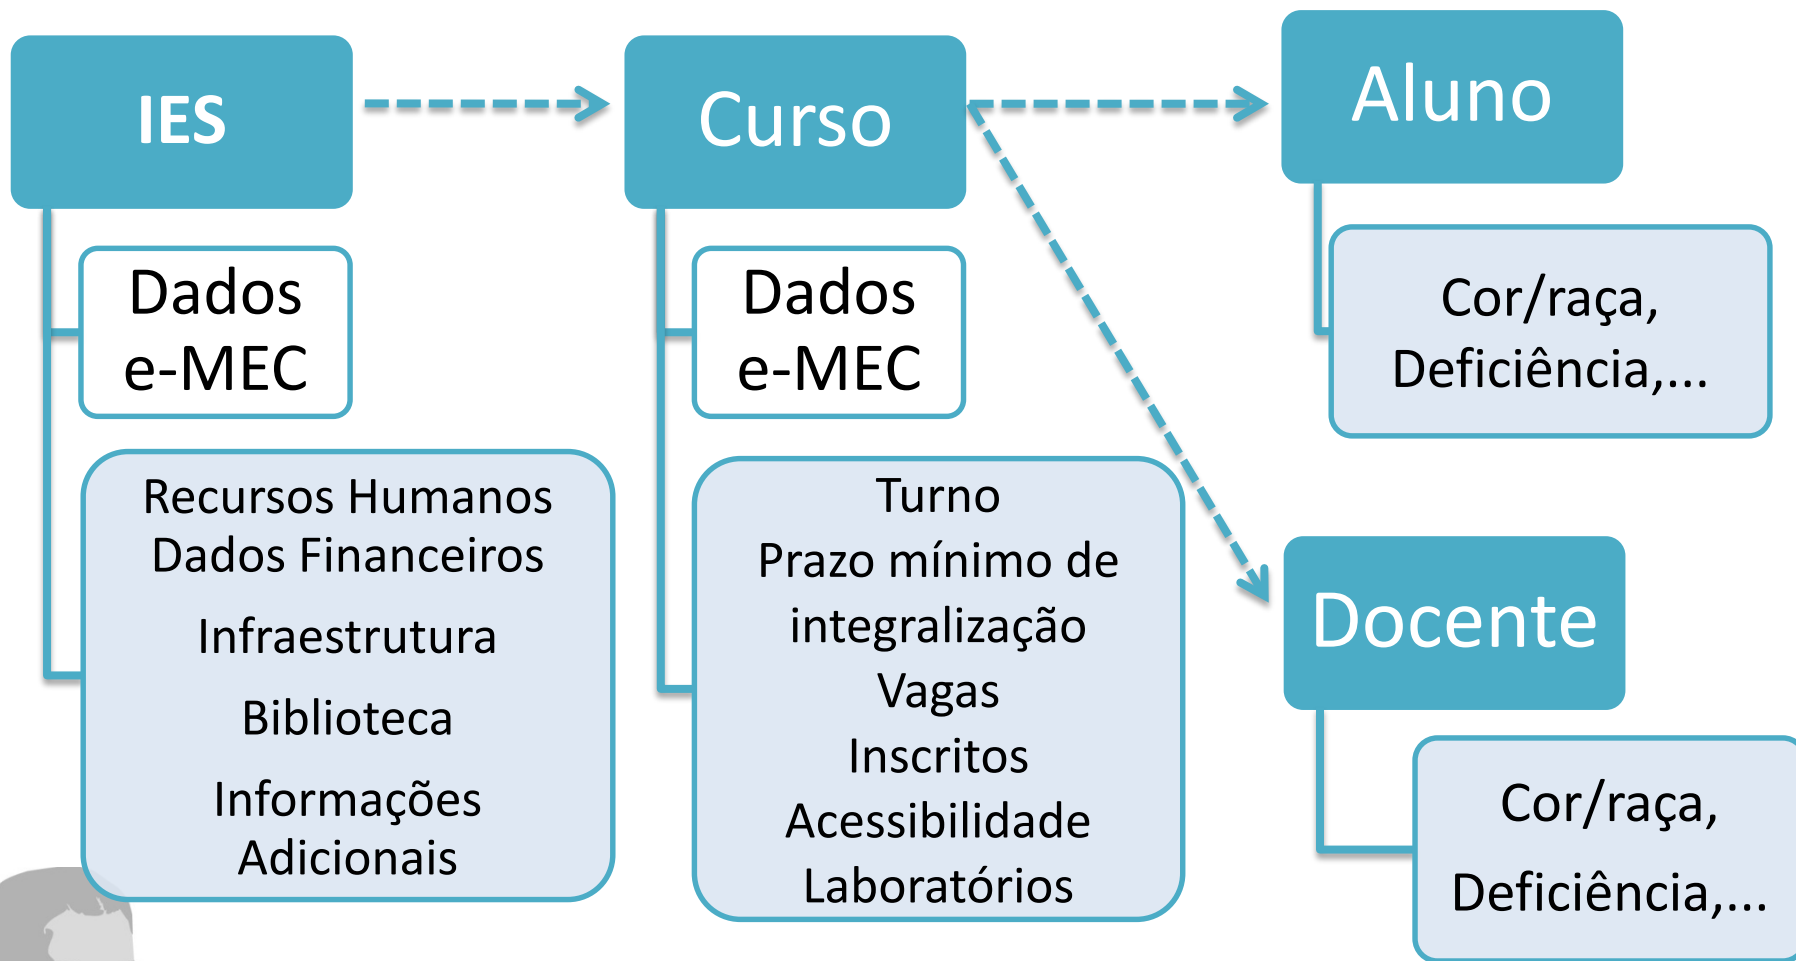 IES
Dados
e-MEC
Recursos Humanos
Dados Financeiros
Infraestrutura
Biblioteca
Informações
Adicionais
Curso
Dados
e-MEC
Turno
Prazo mínimo de
integralização
Vagas
Inscritos
Acessibilidade
Laboratórios
Aluno
Cor/raça,
Deficiência,...
Docente
Cor/raça,
Deficiência,...